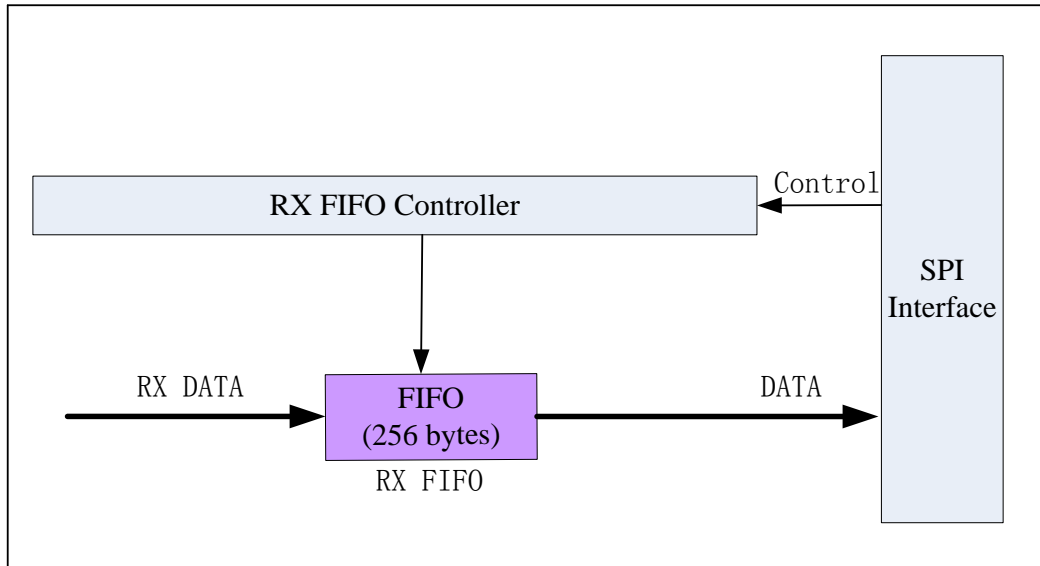 Control
RX FIFO Controller
SPI
Interface
RX DATA
FIFO
(256 bytes)
DATA
RX FIFO